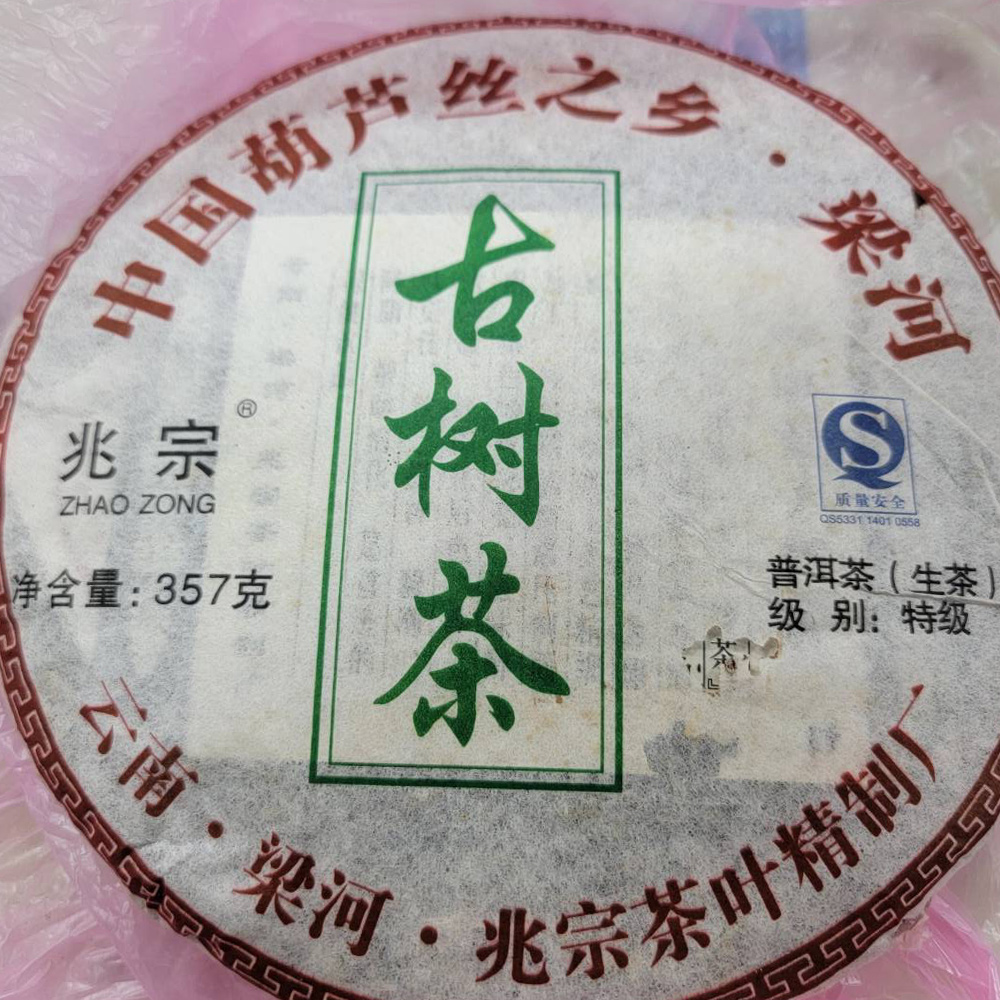 中国葫芦丝之乡·梁河
古树茶
兆宗®
ZHAO ZONG
净含量：357克
质量安全
QS5331 1401 0558
普洱茶（生茶）
级 别：特级
茶
云南·梁河·兆宗茶叶精制厂